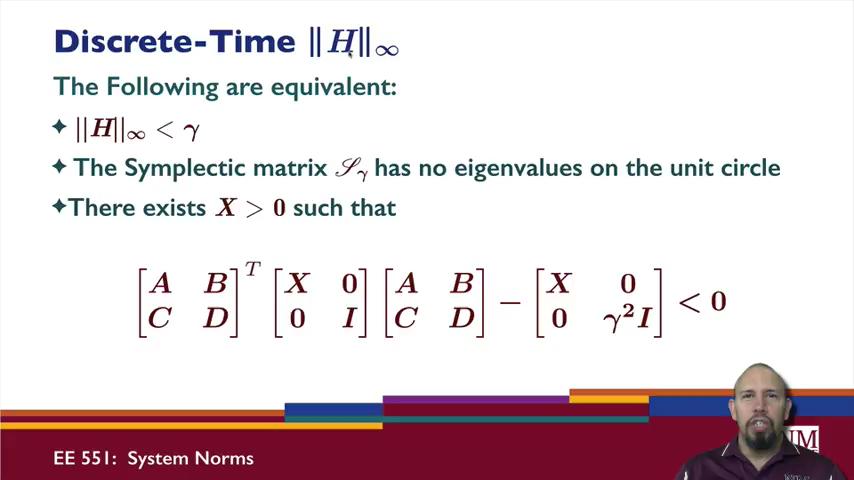 Discrete-Time ||H||∞
The Following are equivalent:
✦ ||H||∞ < γ
✦ The Symplectic matrix 𝒮γ has no eigenvalues on the unit circle
✦There exists X > 0 such that
[A B; C D]^T [X 0; 0 I] [A B; C D] − [X 0; 0 γ²I] < 0
EE 551: System Norms